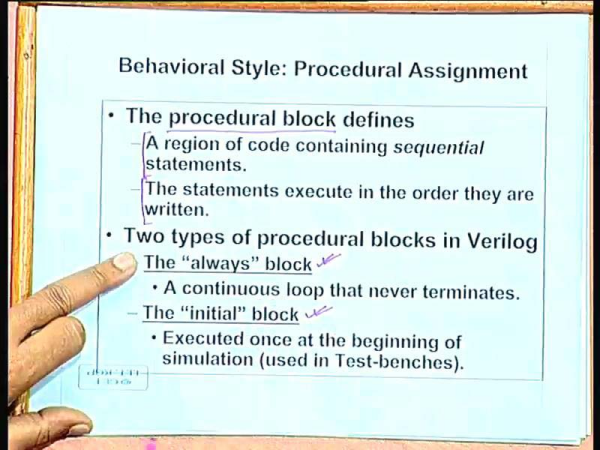 Behavioral Style: Procedural Assignment
• The procedural block defines
– A region of code containing sequential
statements.
– The statements execute in the order they are
written.
• Two types of procedural blocks in Verilog
The "always" block
• A continuous loop that never terminates.
– The "initial" block
• Executed once at the beginning of
simulation (used in Test-benches).